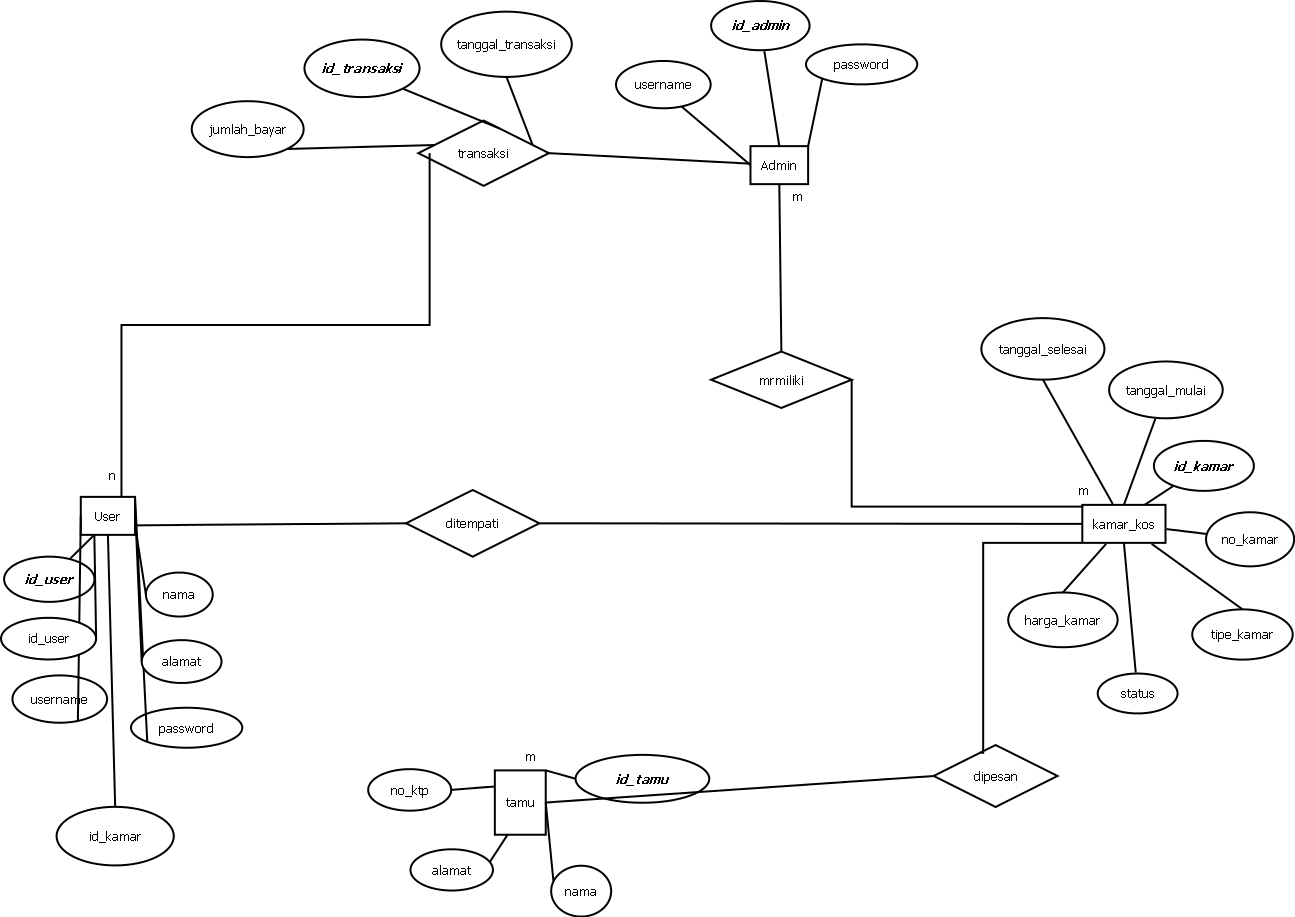 id_admin
tanggal_transaksi
id_transaksi
password
username
jumlah_bayar
transaksi
Admin
m
tanggal_selesai
mrmiliki
tanggal_mulai
id_kamar
n
m
User
ditempati
kamar_kos
no_kamar
id_user
nama
harga_kamar
tipe_kamar
id_user
alamat
status
username
password
m
dipesan
id_tamu
no_ktp
tamu
id_kamar
alamat
nama